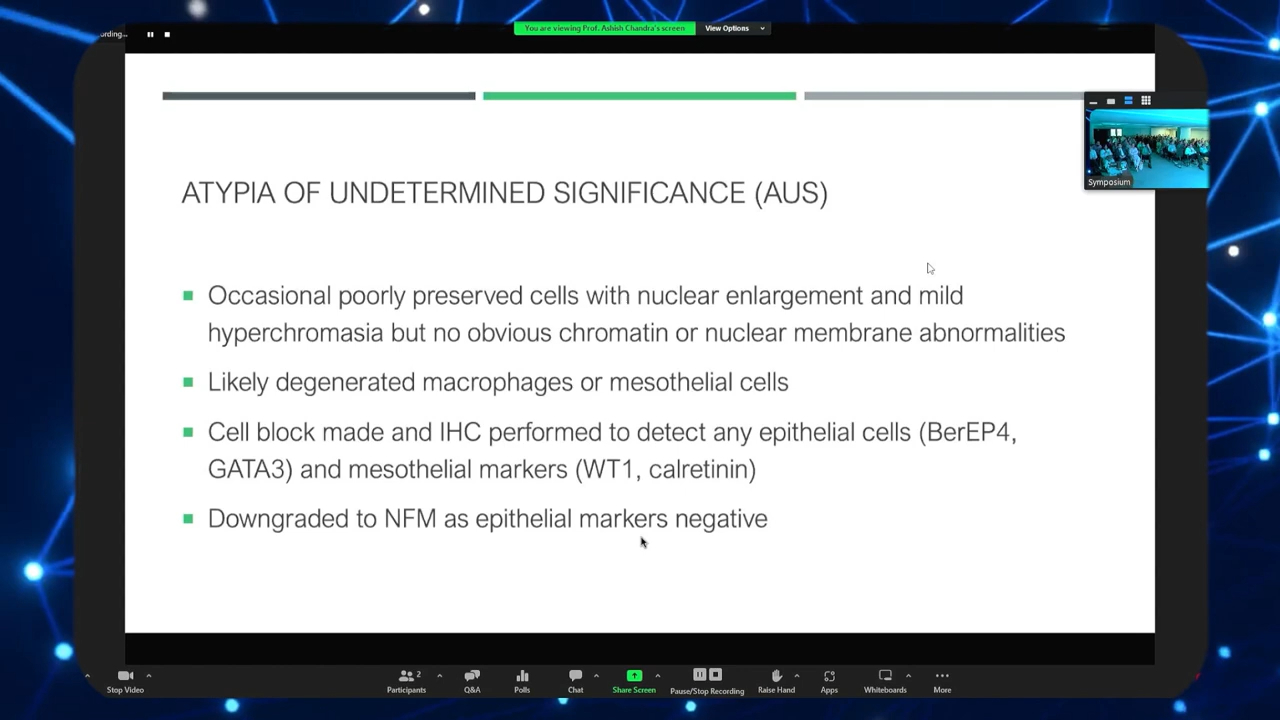 ording...
You are viewing Prof. Ashish Chandra's screen
View Options
Symposium
ATYPIA OF UNDETERMINED SIGNIFICANCE (AUS)
Occasional poorly preserved cells with nuclear enlargement and mild
hyperchromasia but no obvious chromatin or nuclear membrane abnormalities
Likely degenerated macrophages or mesothelial cells
Cell block made and IHC performed to detect any epithelial cells (BerEP4,
GATA3) and mesothelial markers (WT1, calretinin)
Downgraded to NFM as epithelial markers negative
Stop Video
Participants
2
Q&A
Polls
Chat
Share Screen
Pause/Stop Recording
Raise Hand
Apps
Whiteboards
More